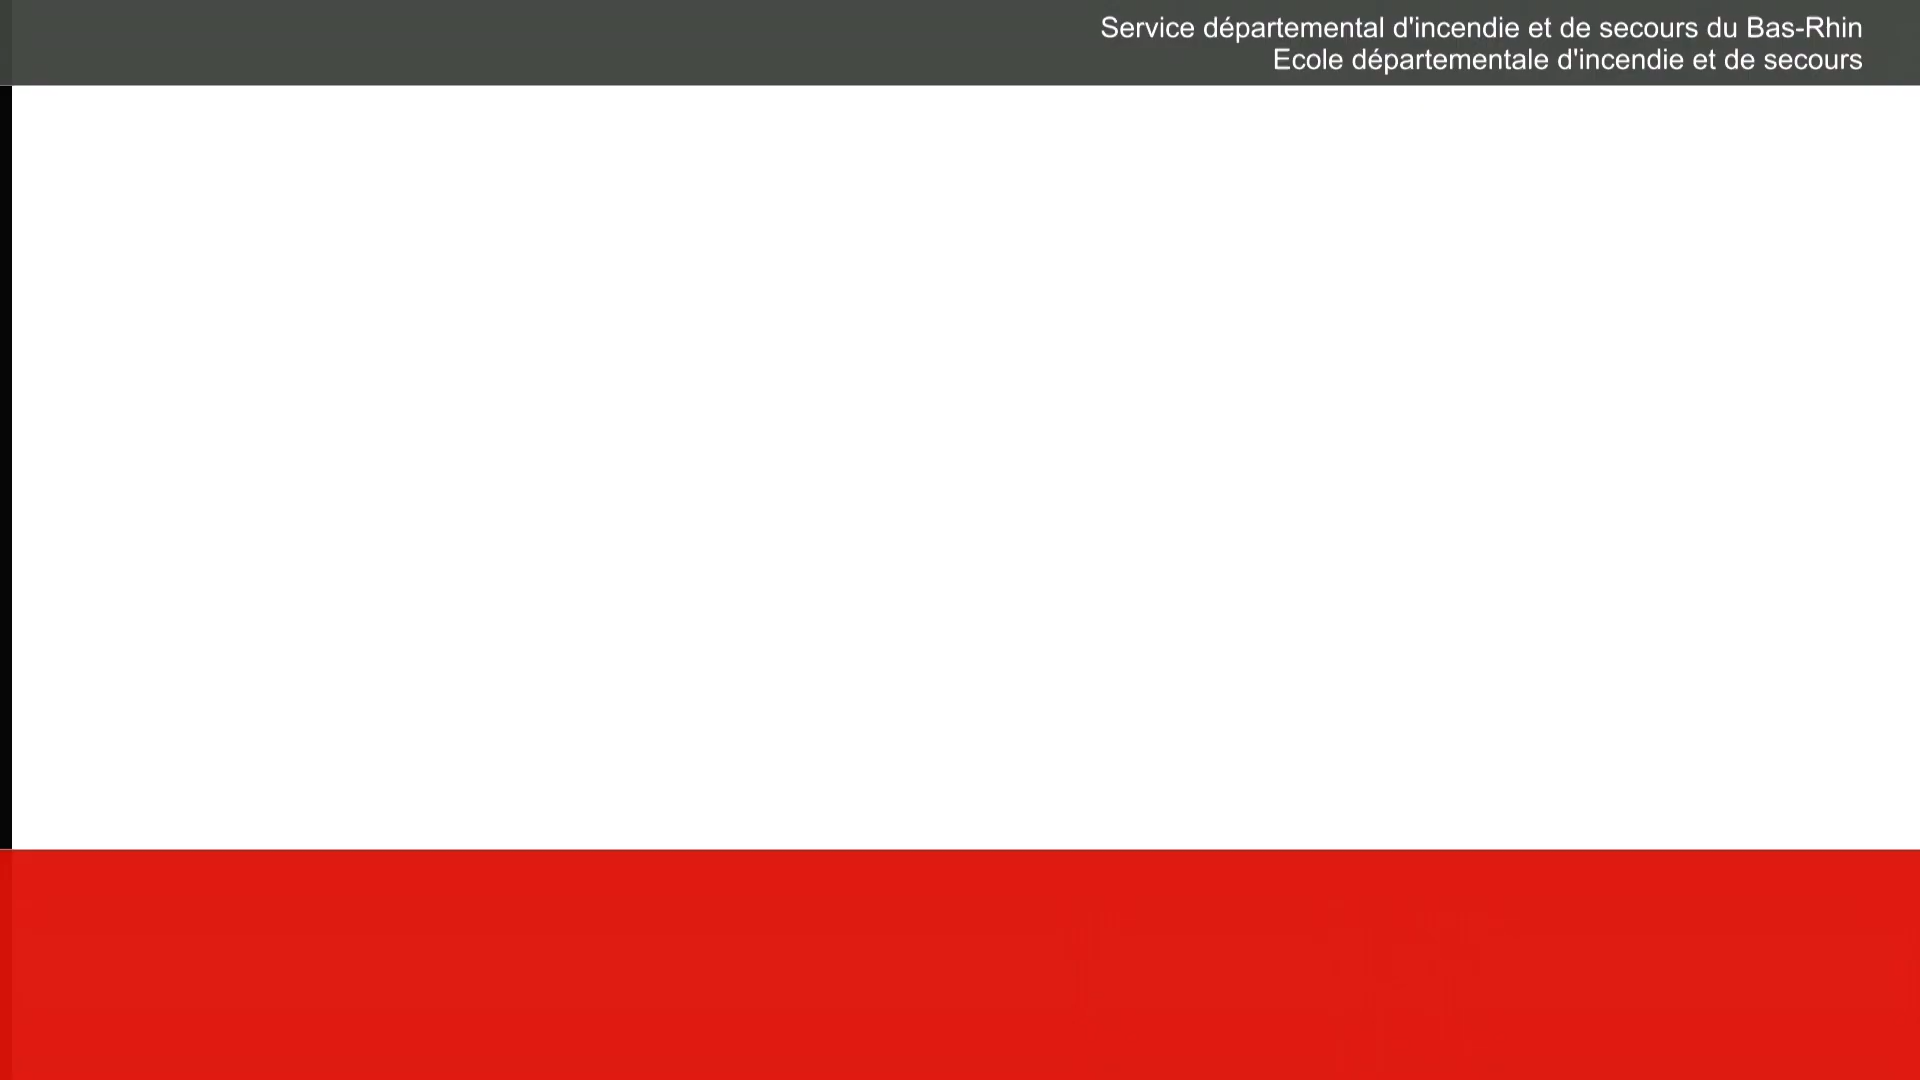 Service départemental d'incendie et de secours du Bas-Rhin
Ecole départementale d'incendie et de secours